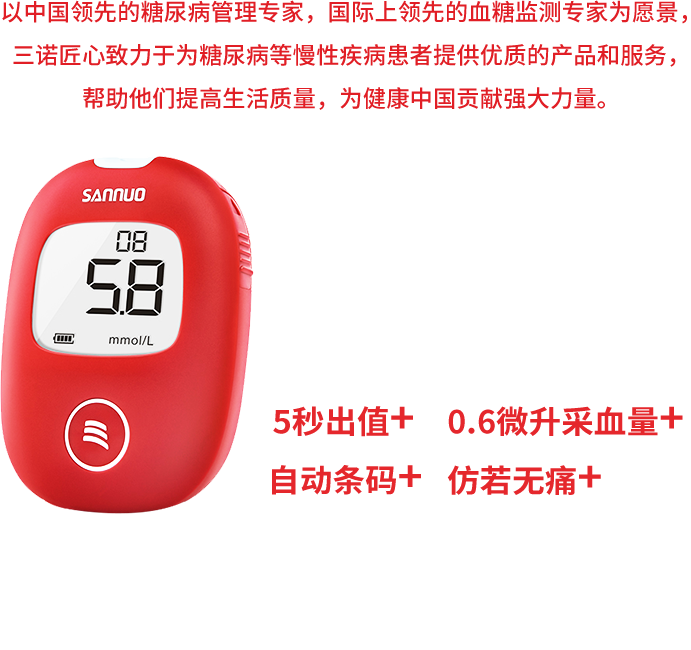 以中国领先的糖尿病管理专家，国际上领先的血糖监测专家为愿景，
三诺匠心致力于为糖尿病等慢性疾病患者提供优质的产品和服务，
帮助他们提高生活质量，为健康中国贡献强大力量。
SANNUO
08
5.8
mmol/L
5秒出值+ 0.6微升采血量+
自动条码+ 仿若无痛+